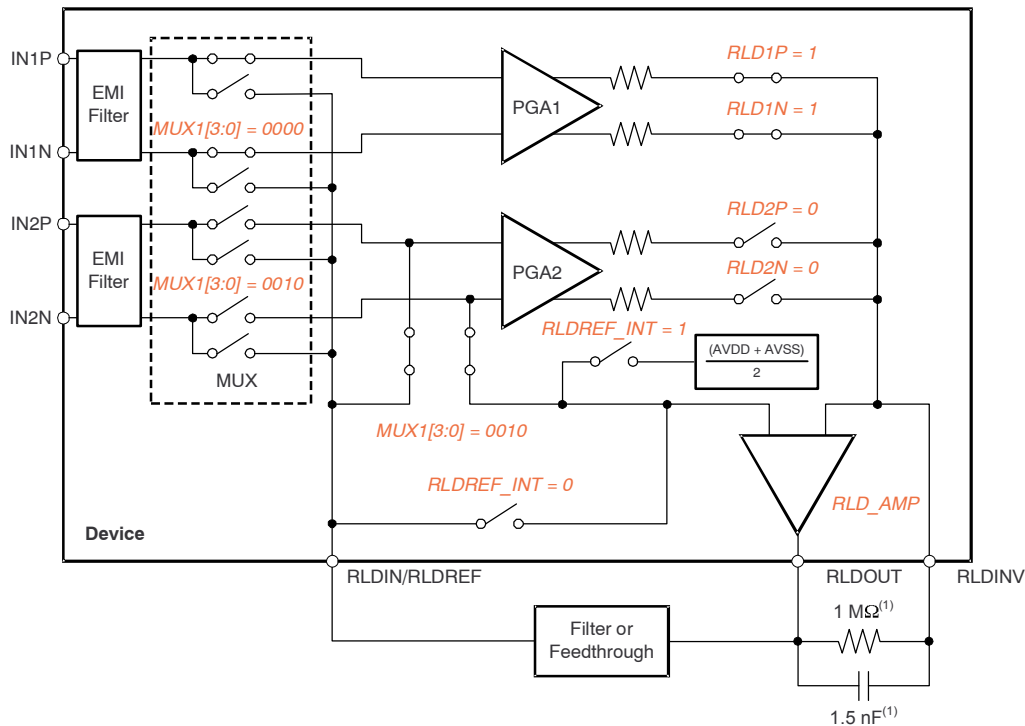 IN1P
EMI
Filter
IN1N
MUX1[3:0] = 0000
PGA1
RLD1P = 1
RLD1N = 1
IN2P
EMI
Filter
IN2N
MUX1[3:0] = 0010
MUX
PGA2
RLD2P = 0
RLD2N = 0
RLDREF_INT = 1
(AVDD + AVSS)
2
MUX1[3:0] = 0010
RLDREF_INT = 0
RLD_AMP
Device
RLDIN/RLDREF
RLDOUT
RLDINV
Filter or
Feedthrough
1 MΩ(1)
1.5 nF(1)